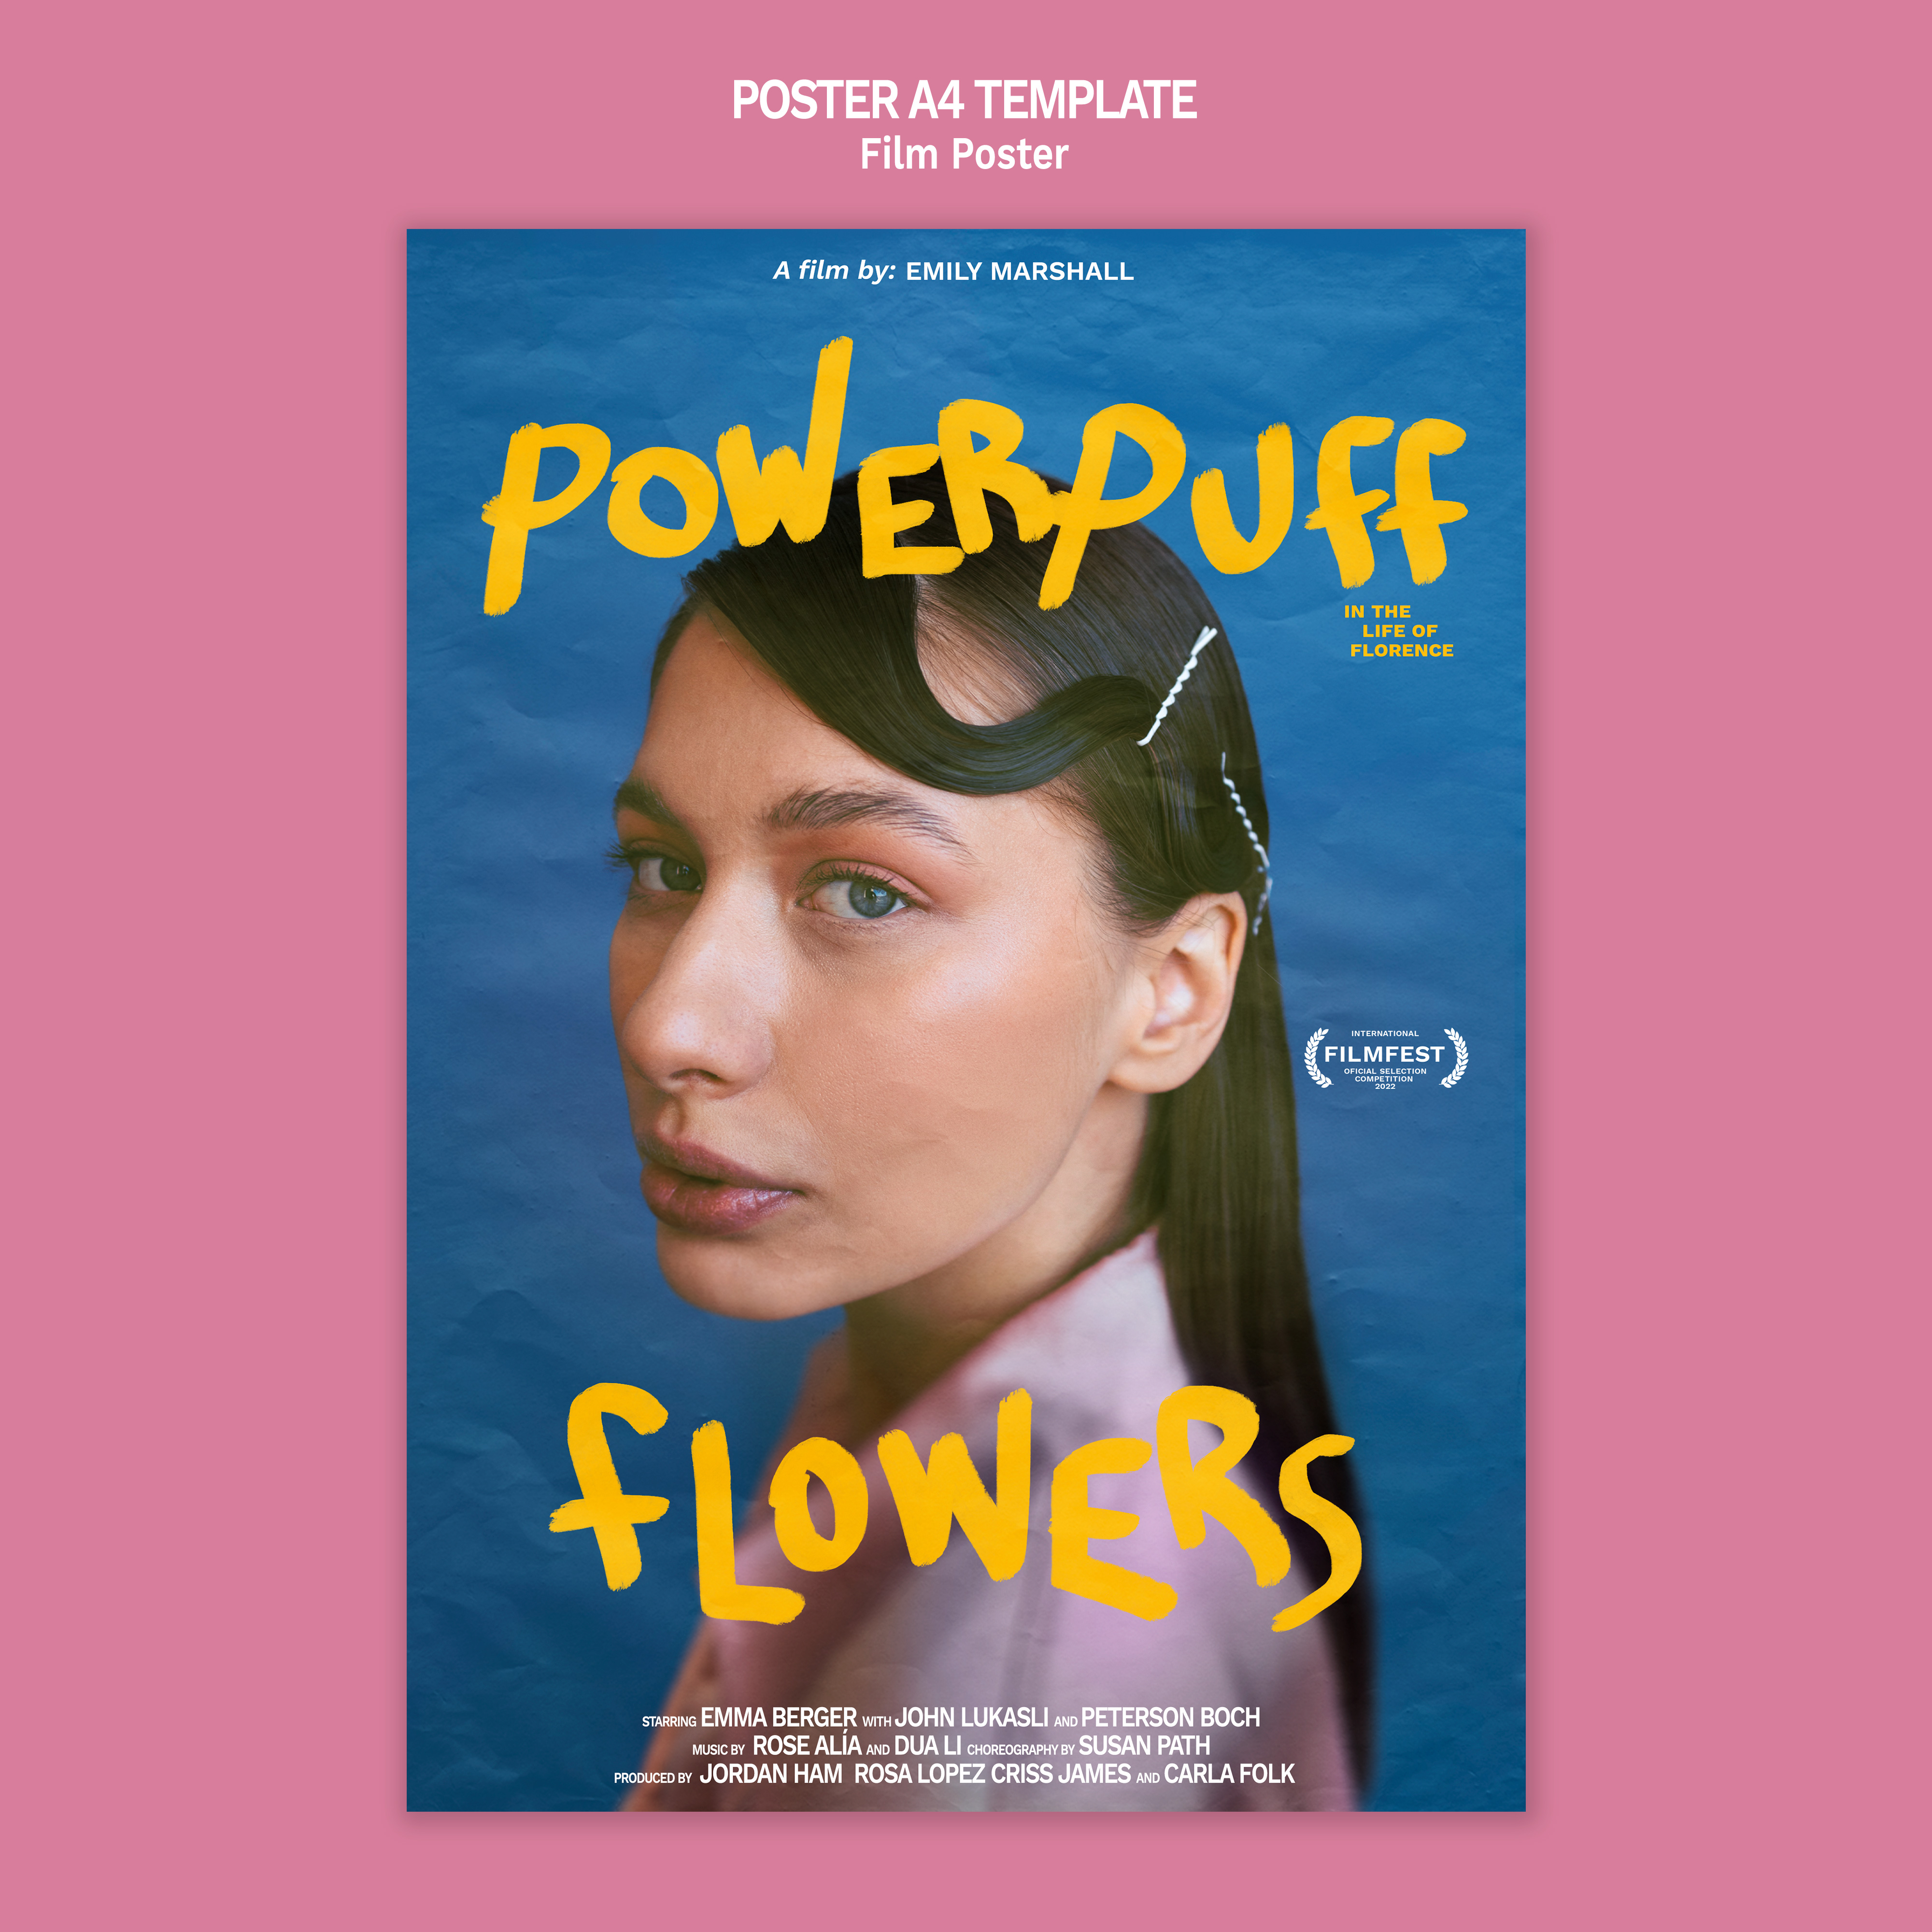 POSTER A4 TEMPLATE
Film Poster
A film by: EMILY MARSHALL
POWERPUFF
IN THE
LIFE OF
FLORENCE
INTERNATIONAL
FILMFEST
OFICIAL SELECTION
COMPETITION
2022
FLOWERS
STARRING EMMA BERGER WITH JOHN LUKASLI AND PETERSON BOCH
MUSIC BY ROSE ALÍA AND DUA LI CHOREOGRAPHY BY SUSAN PATH
PRODUCED BY JORDAN HAM ROSA LOPEZ CRISS JAMES AND CARLA FOLK